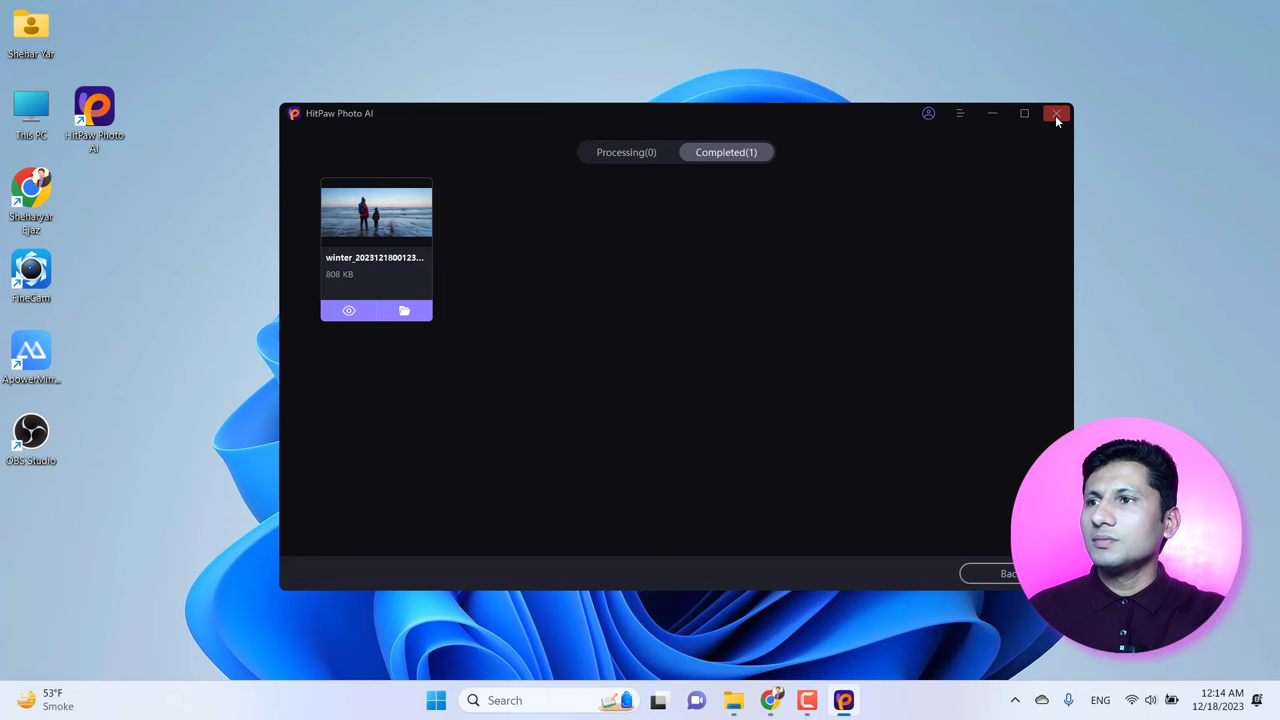 Shehar Yar
This PC
HitPaw Photo
AI
Sheharyar
Ejaz
FineCam
ApowerMirr...
OBS Studio
HitPaw Photo AI
Processing(0)
Completed(1)
winter_2023121800123...
808 KB
Bac
53°F
Smoke
Search
ENG
12:14 AM
12/18/2023